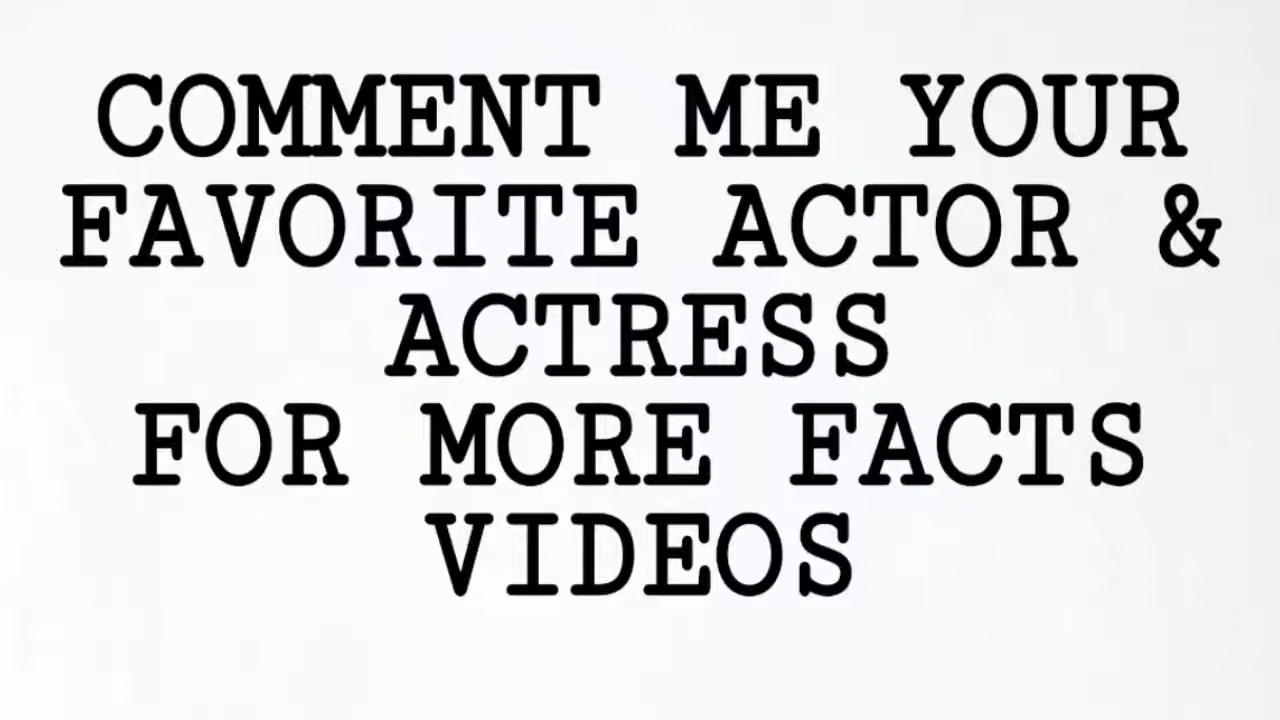 COMMENT ME YOUR
FAVORITE ACTOR &
ACTRESS
FOR MORE FACTS
VIDEOS